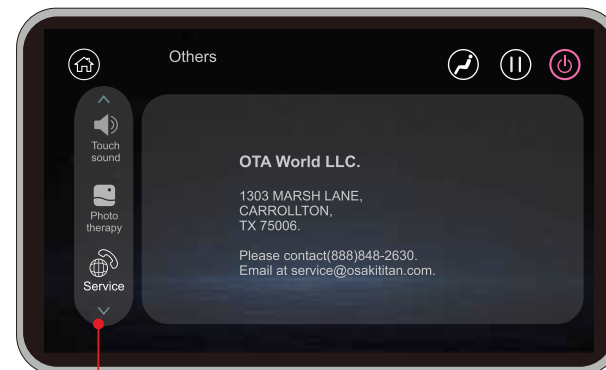 Others
Touch
sound
Photo
therapy
Service
OTA World LLC.
1303 MARSH LANE,
CARROLLTON,
TX 75006.
Please contact(888)848-2630.
Email at service@osakititan.com.